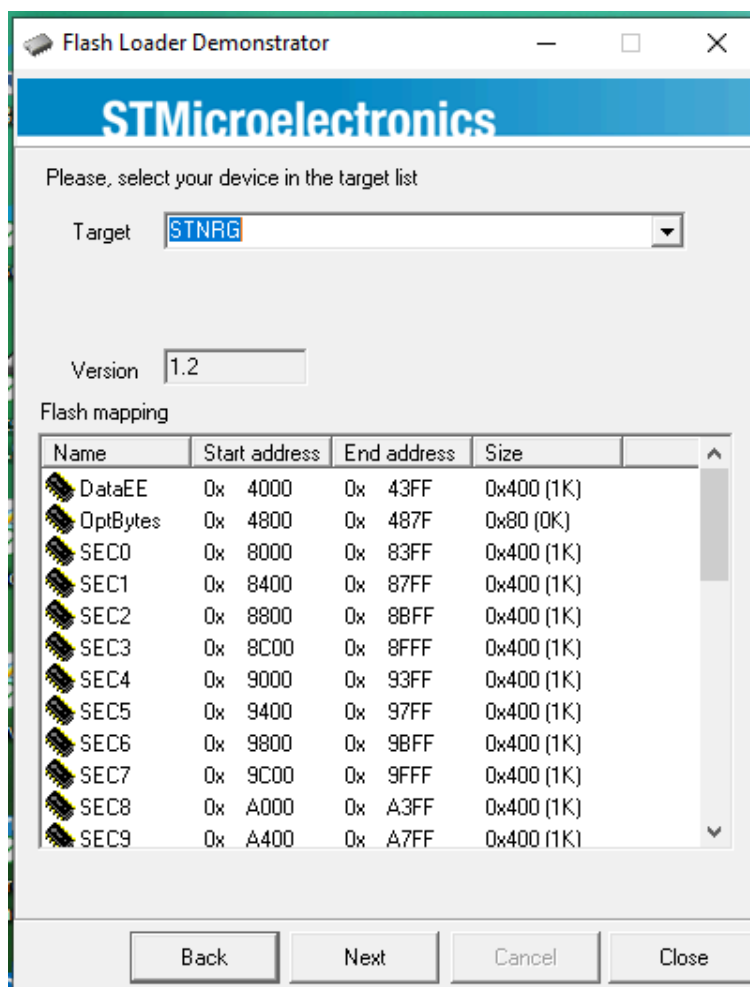 Flash Loader Demonstrator
STMicroelectronics
Please, select your device in the target list
Target STNRG
Version 1.2
Flash mapping
Name Start address End address Size
DataEE 0x 4000 0x 43FF 0x400 (1K)
OptBytes 0x 4800 0x 487F 0x80 (0K)
SEC0 0x 8000 0x 83FF 0x400 (1K)
SEC1 0x 8400 0x 87FF 0x400 (1K)
SEC2 0x 8800 0x 8BFF 0x400 (1K)
SEC3 0x 8C00 0x 8FFF 0x400 (1K)
SEC4 0x 9000 0x 93FF 0x400 (1K)
SEC5 0x 9400 0x 97FF 0x400 (1K)
SEC6 0x 9800 0x 9BFF 0x400 (1K)
SEC7 0x 9C00 0x 9FFF 0x400 (1K)
SEC8 0x A000 0x A3FF 0x400 (1K)
SEC9 0x A400 0x A7FF 0x400 (1K)
Back Next Cancel Close